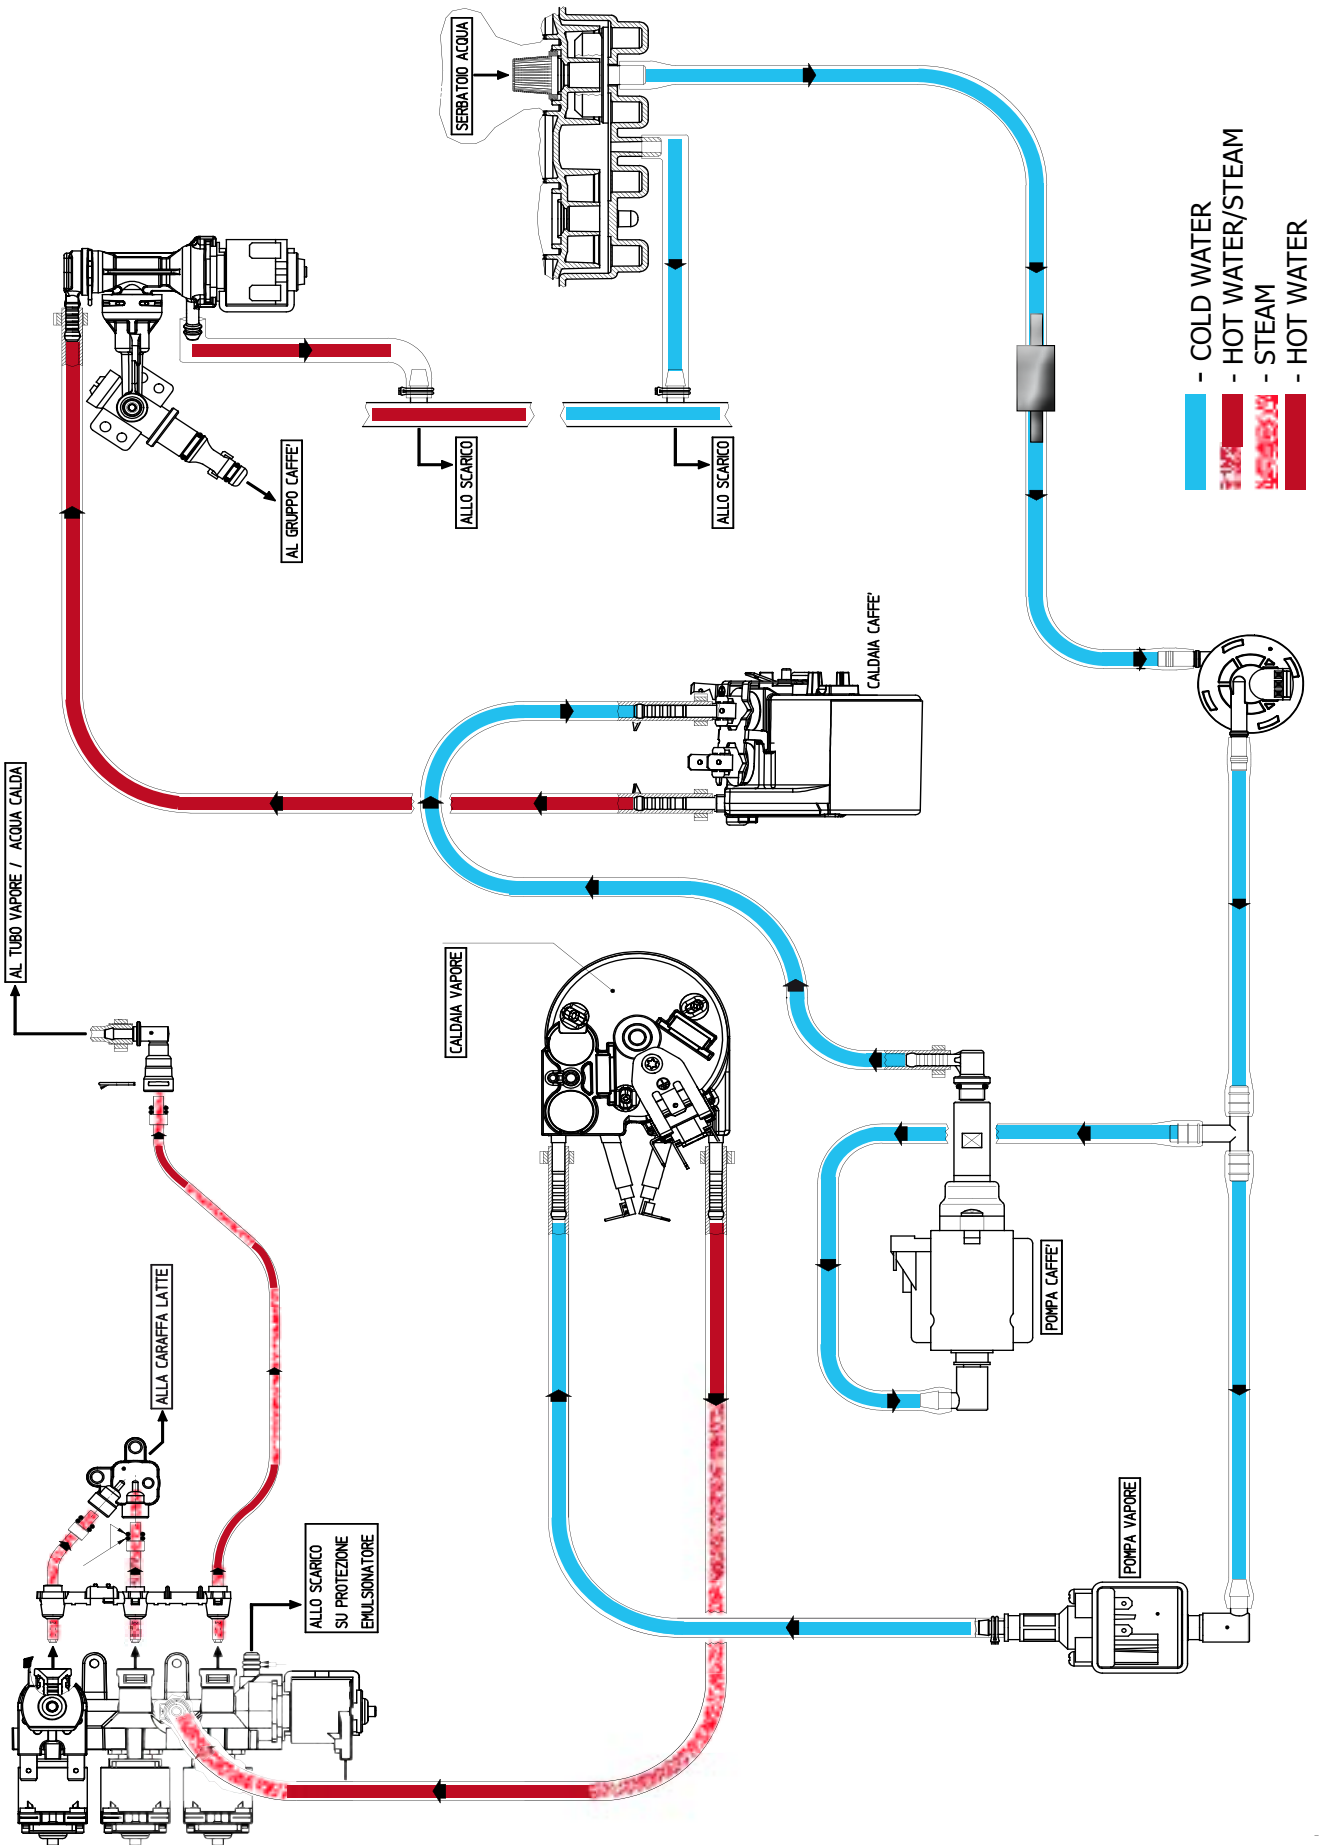 SERBATOIO ACQUA
AL GRUPPO CAFFE'
ALLO SCARICO
ALLO SCARICO
- COLD WATER
- HOT WATER/STEAM
- STEAM
- HOT WATER
CALDAIA CAFFE'
AL TUBO VAPORE / ACQUA CALDA
CALDAIA VAPORE
ALLA CARAFFA LATTE
POMPA CAFFE'
POMPA VAPORE
ALLO SCARICO
SU PROTEZIONE
EMULSIONATORE